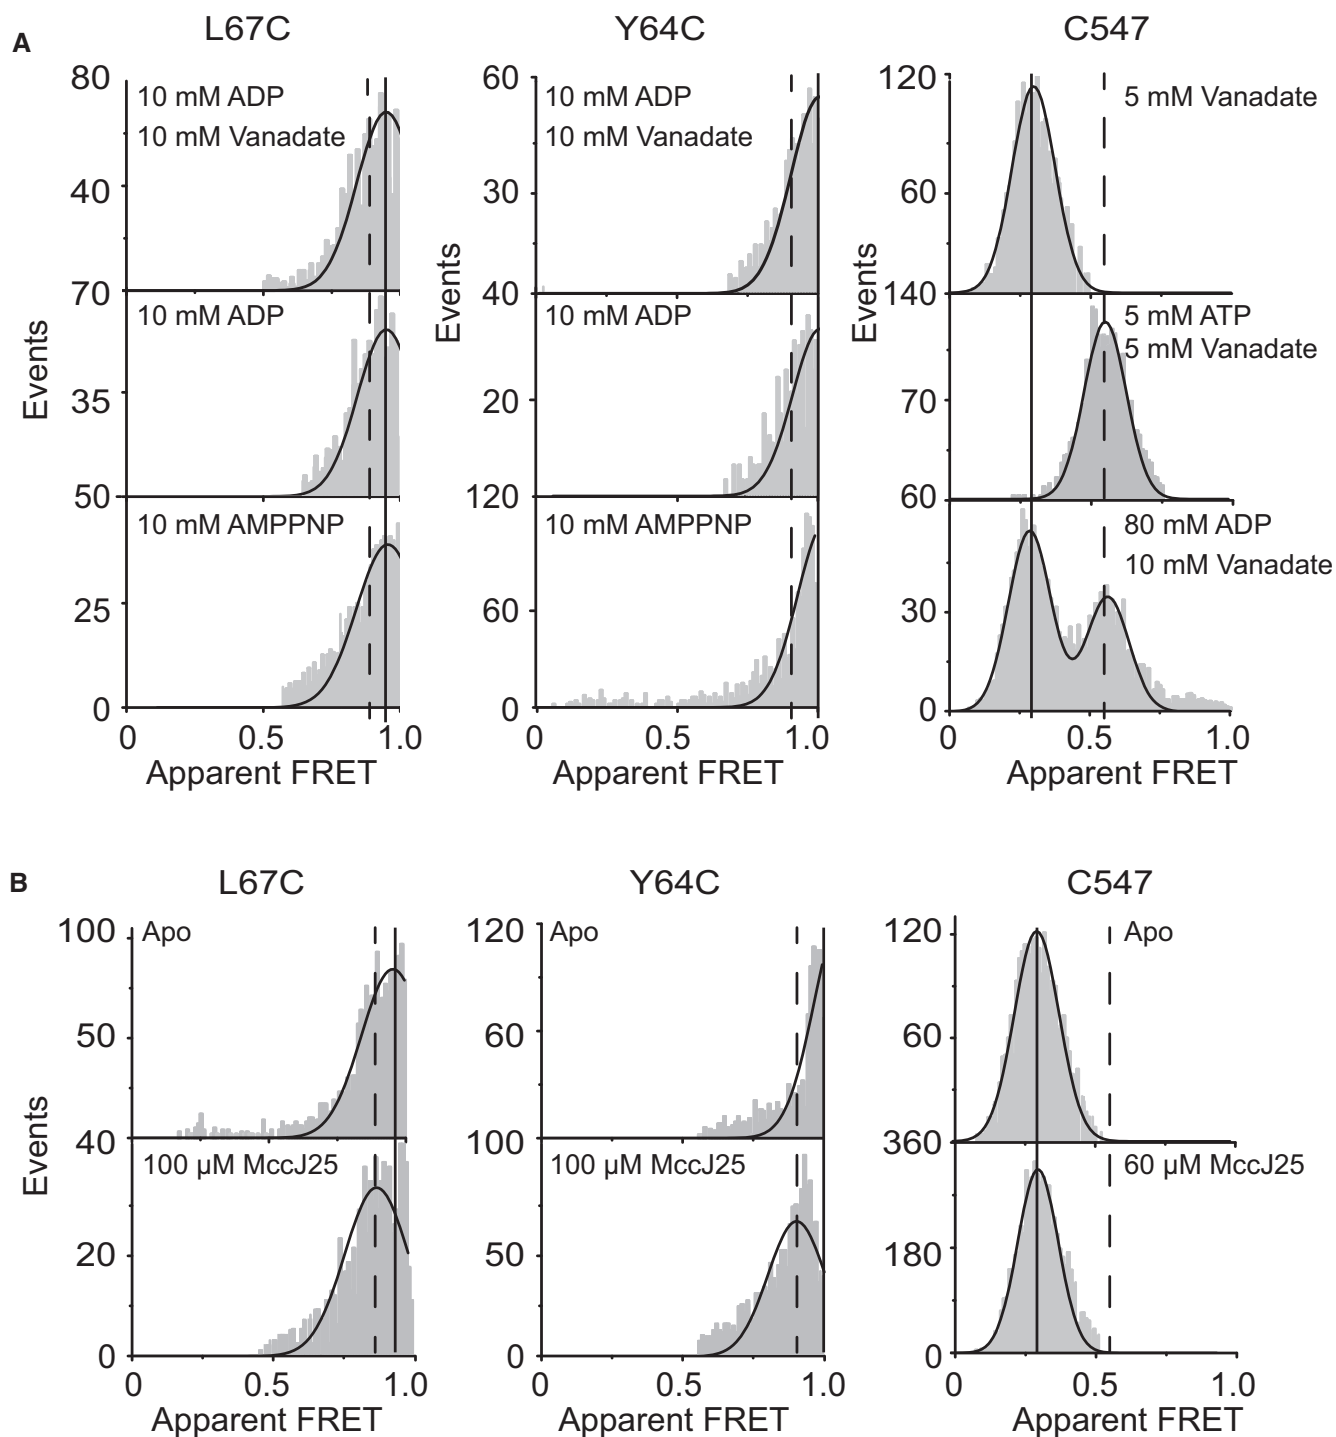 A
L67C
Y64C
C547
80
10 mM ADP
10 mM Vanadate
40
70
10 mM ADP
35
50
10 mM AMPPNP
25
0
Events
0 0.5 1.0
Apparent FRET
60
10 mM ADP
10 mM Vanadate
30
40
10 mM ADP
20
120
10 mM AMPPNP
60
0
Events
0 0.5 1.0
Apparent FRET
120
5 mM Vanadate
60
140
5 mM ATP
5 mM Vanadate
70
60
80 mM ADP
10 mM Vanadate
30
0
Events
0 0.5 1.0
Apparent FRET
B
L67C
Y64C
C547
100
Apo
50
40
100 µM MccJ25
20
0
Events
0 0.5 1.0
Apparent FRET
120
Apo
60
100
100 µM MccJ25
50
0
0 0.5 1.0
Apparent FRET
120
Apo
60
360
60 µM MccJ25
180
0
0 0.5 1.0
Apparent FRET